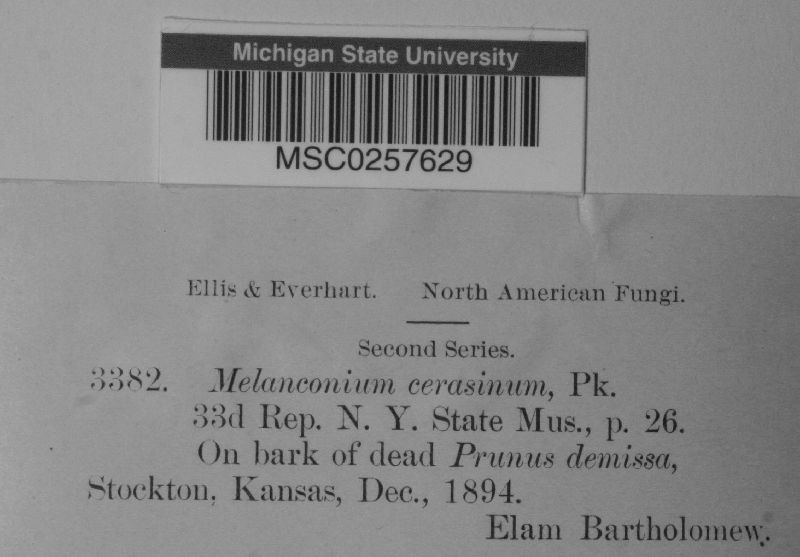 Michigan State University
MSC0257629
Ellis & Everhart. North American Fungi.
Second Series.
3382. Melanconium cerasinum, Pk.
33d Rep. N. Y. State Mus., p. 26.
On bark of dead Prunus demissa,
Stockton, Kansas, Dec., 1894.
Elam Bartholomew.